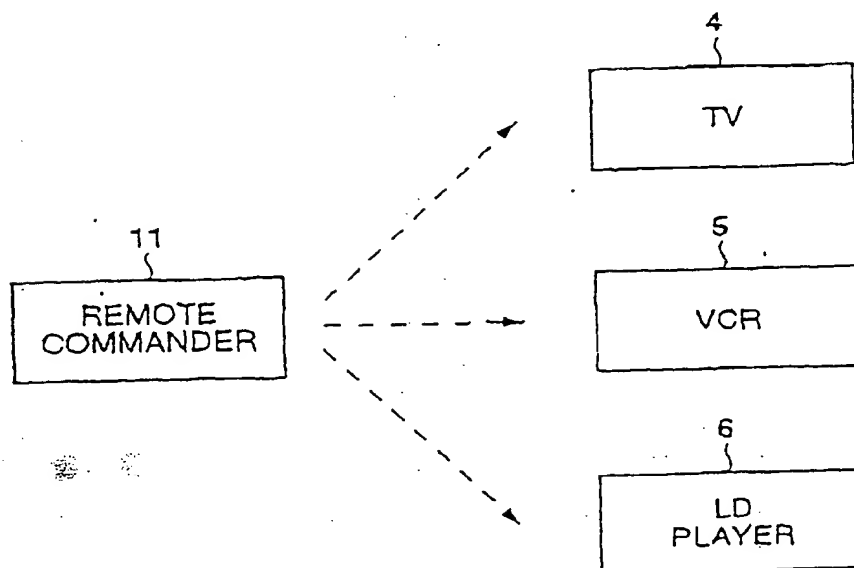 4
TV
11
REMOTE
COMMANDER
5
VCR
6
LD
PLAYER